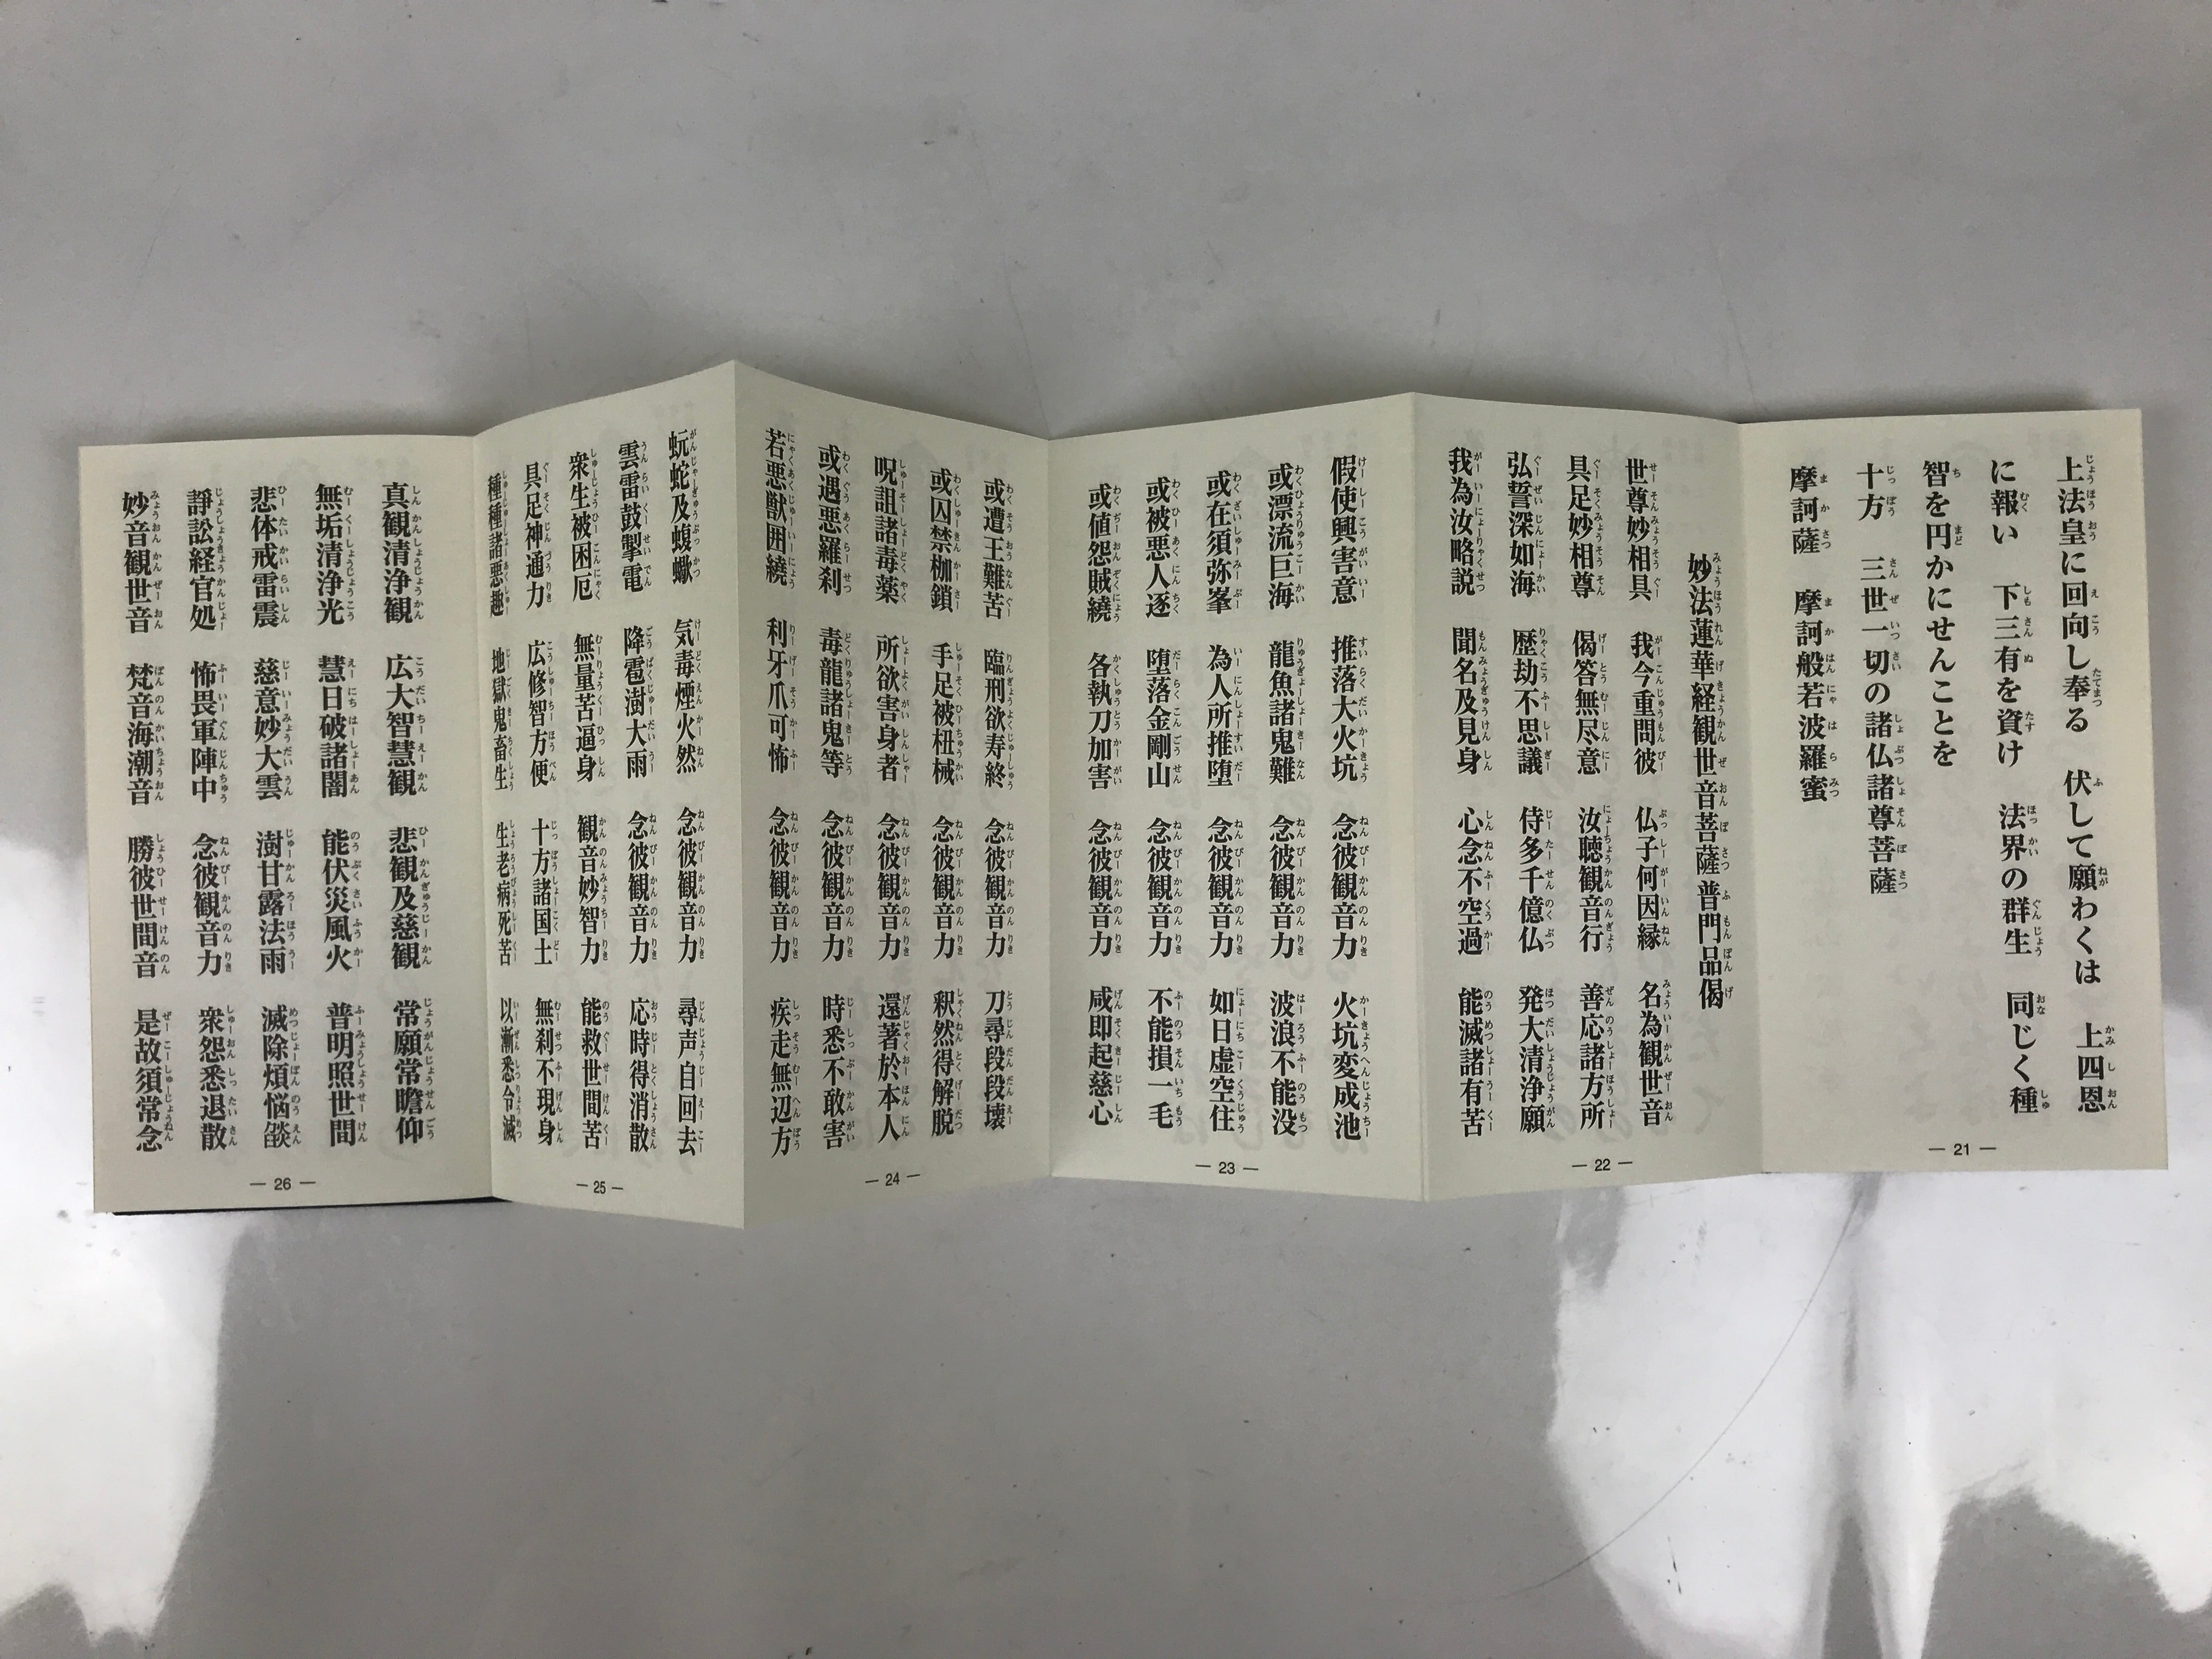 上法皇に回向し奉る　伏して願わくは　上四恩
に報い　下三有を資け　法界の群生　同じく種
智を円かにせんことを
十方　三世一切の諸仏諸尊菩薩
摩訶薩　摩訶般若波羅蜜
― 21 ―
妙法蓮華経観世音菩薩普門品偈
世尊妙相具　我今重問彼　仏子何因縁　名為観世音
具足妙相尊　偈答無尽意　汝聴観音行　善応諸方所
弘誓深如海　歴劫不思議　侍多千億仏　発大清浄願
我為汝略説　聞名及見身　心念不空過　能滅諸有苦
― 22 ―
假使興害意　推落大火坑　念彼観音力　火坑変成池
或漂流巨海　龍魚諸鬼難　念彼観音力　波浪不能没
或在須弥峯　為人所推堕　念彼観音力　如日虚空住
或被悪人逐　堕落金剛山　念彼観音力　不能損一毛
或値怨賊繞　各執刀加害　念彼観音力　咸即起慈心
― 23 ―
或遭王難苦　臨刑欲寿終　念彼観音力　刀尋段段壊
或囚禁枷鎖　手足被杻械　念彼観音力　釈然得解脱
呪詛諸毒薬　所欲害身者　念彼観音力　還著於本人
或遇悪羅刹　毒龍諸鬼等　念彼観音力　時悉不敢害
若悪獣囲繞　利牙爪可怖　念彼観音力　疾走無辺方
― 24 ―
蚖蛇及蝮蠍　気毒煙火然　念彼観音力　尋声自回去
雲雷鼓掣電　降雹澍大雨　念彼観音力　応時得消散
衆生被困厄　無量苦逼身　観音妙智力　能救世間苦
具足神通力　広修智方便　十方諸国土　無刹不現身
種種諸悪趣　地獄鬼畜生　生老病死苦　以漸悉令滅
― 25 ―
真観清浄観　広大智慧観　悲観及慈観　常願常瞻仰
無垢清浄光　慧日破諸闇　能伏災風火　普明照世間
悲体戒雷震　慈意妙大雲　澍甘露法雨　滅除煩悩燄
諍訟経官処　怖畏軍陣中　念彼観音力　衆怨悉退散
妙音観世音　梵音海潮音　勝彼世間音　是故須常念
― 26 ―